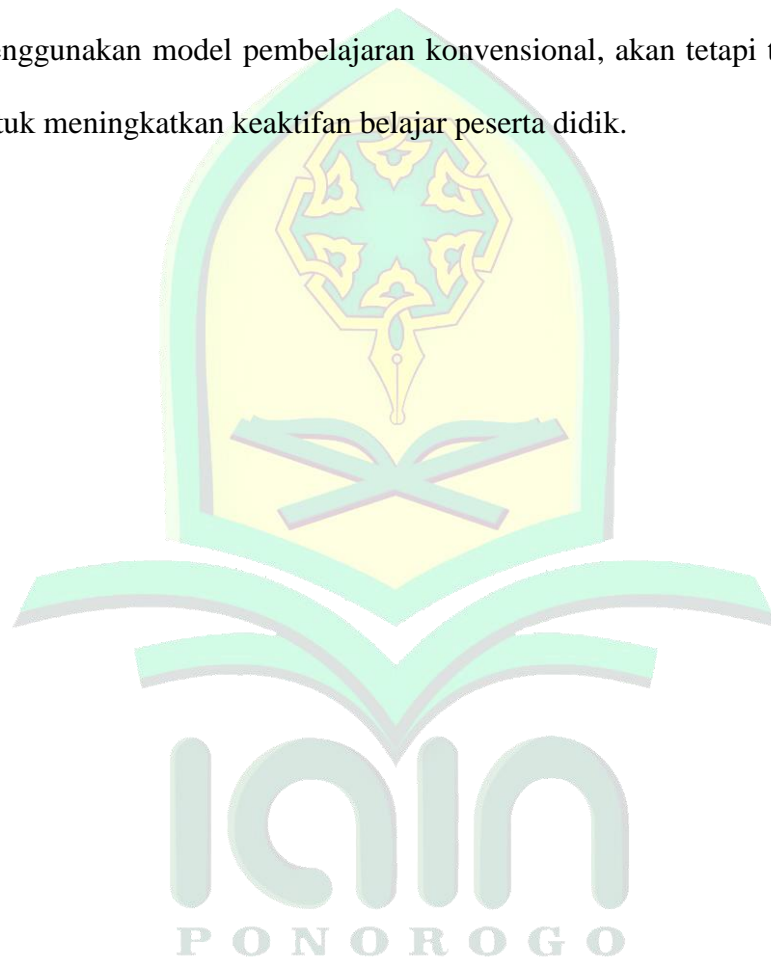 enggunakan model pembelajaran konvensional, akan tetapi t
tuk meningkatkan keaktifan belajar peserta didik.
iain
PONOROGO